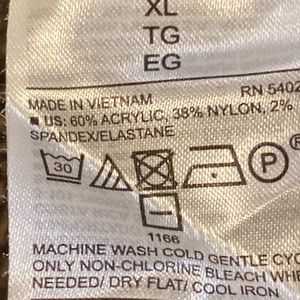 XL
TG
EG
MADE IN VIETNAM
RN 5402
■ US: 60% ACRYLIC, 38% NYLON, 2%
SPANDEX/ELASTANE
30
P
®
1166
MACHINE WASH COLD GENTLE CYC
ONLY NON-CHLORINE BLEACH WHE
NEEDED/ DRY FLAT/ COOL IRON